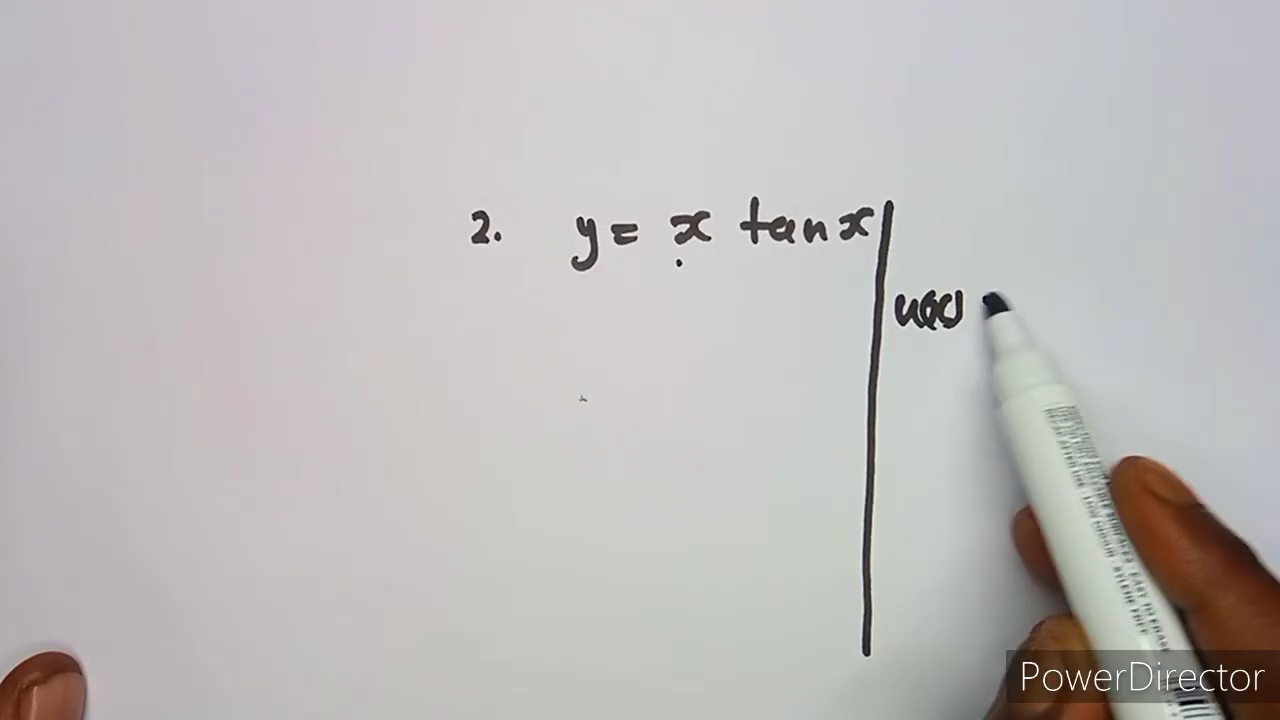 2. y = x tan x
u(x)
PowerDirector